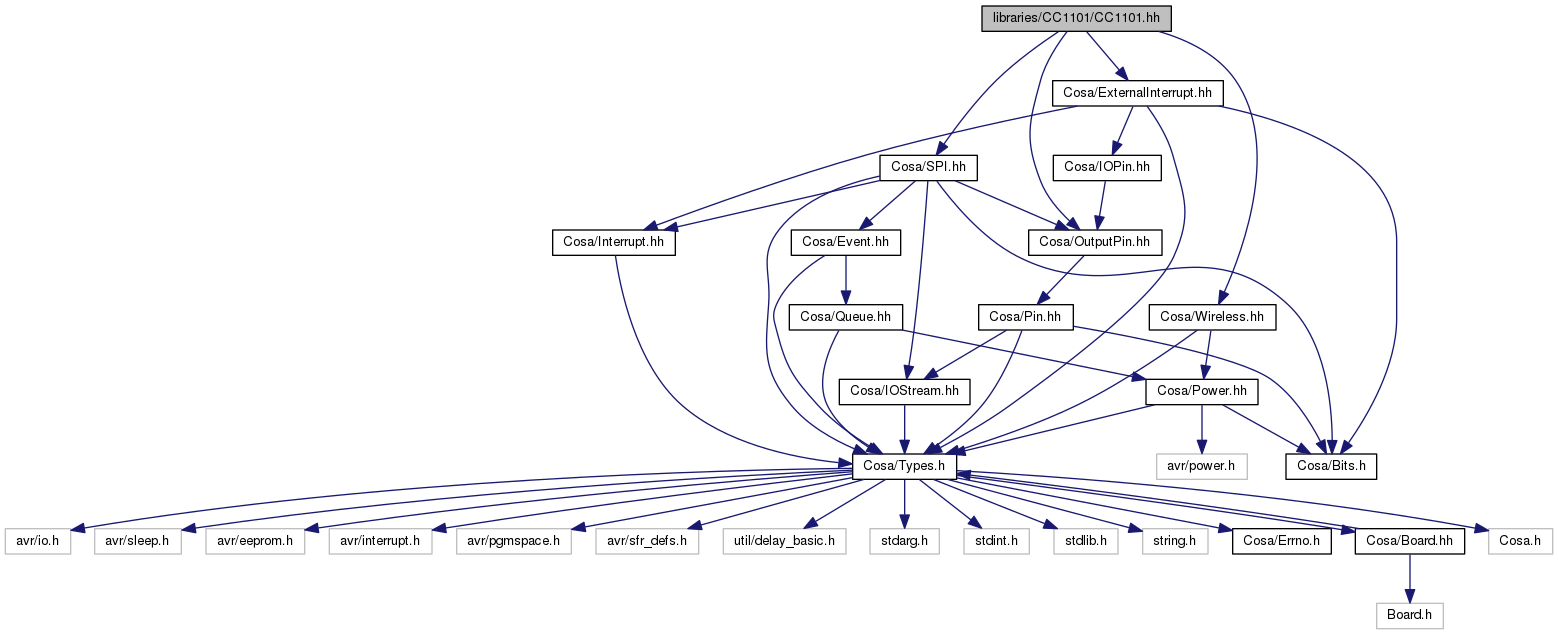 libraries/CC1101/CC1101.hh
Cosa/ExternalInterrupt.hh
Cosa/SPI.hh
Cosa/IOPin.hh
Cosa/Interrupt.hh
Cosa/Event.hh
Cosa/OutputPin.hh
Cosa/Queue.hh
Cosa/Pin.hh
Cosa/Wireless.hh
Cosa/IOStream.hh
Cosa/Power.hh
Cosa/Types.h
avr/power.h
Cosa/Bits.h
avr/io.h
avr/sleep.h
avr/eeprom.h
avr/interrupt.h
avr/pgmspace.h
avr/sfr_defs.h
util/delay_basic.h
stdarg.h
stdint.h
stdlib.h
string.h
Cosa/Errno.h
Cosa/Board.hh
Cosa.h
Board.h